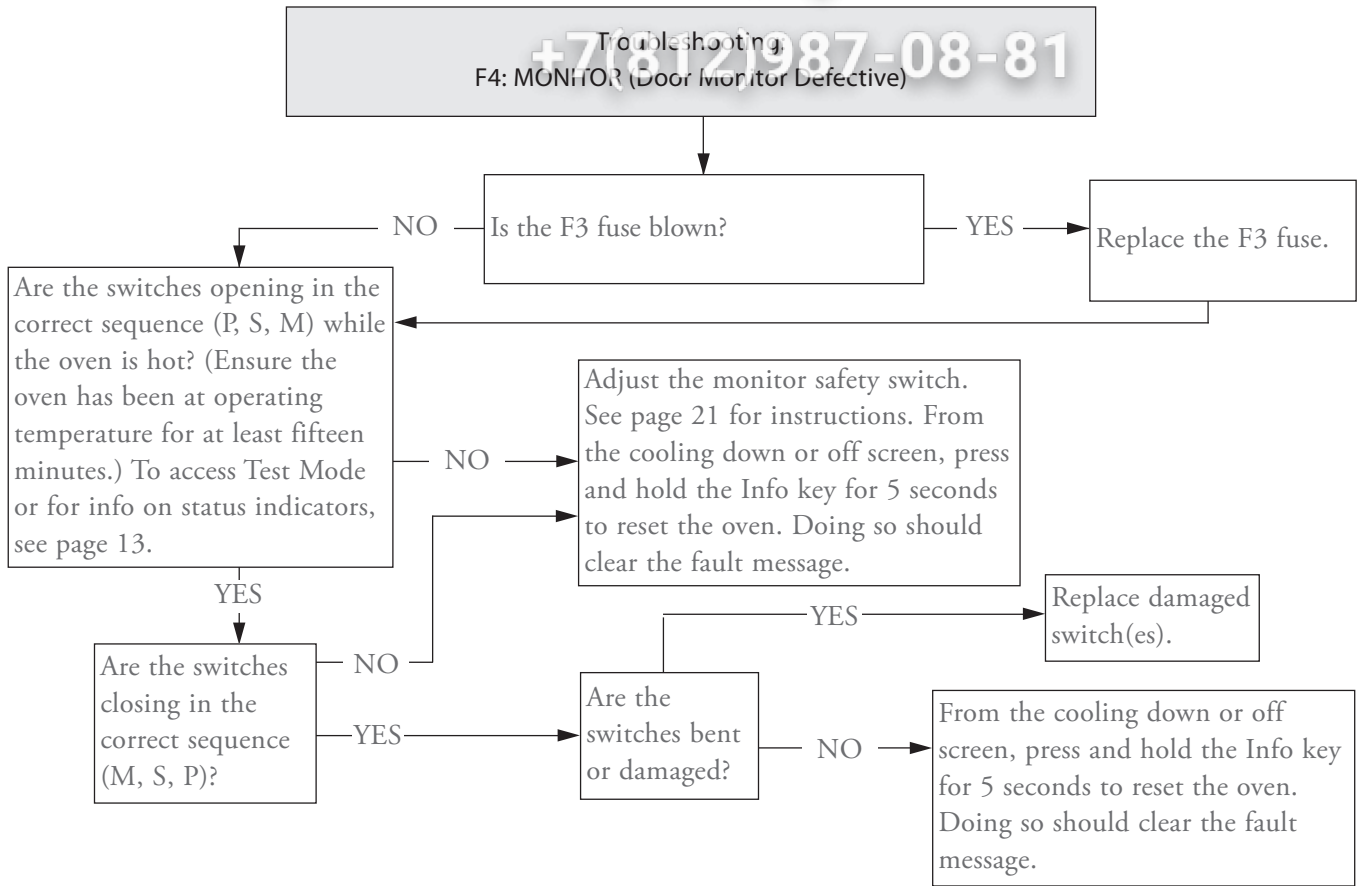 +7(812)987-08-81
Troubleshooting:
F4: MONITOR (Door Monitor Defective)
NO
Is the F3 fuse blown?
YES
Replace the F3 fuse.
Are the switches opening in the
correct sequence (P, S, M) while
the oven is hot? (Ensure the
oven has been at operating
temperature for at least fifteen
minutes.) To access Test Mode
or for info on status indicators,
see page 13.
NO
Adjust the monitor safety switch.
See page 21 for instructions. From
the cooling down or off screen, press
and hold the Info key for 5 seconds
to reset the oven. Doing so should
clear the fault message.
YES
Are the switches
closing in the
correct sequence
(M, S, P)?
NO
YES
Are the
switches bent
or damaged?
YES
Replace damaged
switch(es).
NO
From the cooling down or off
screen, press and hold the Info key
for 5 seconds to reset the oven.
Doing so should clear the fault
message.